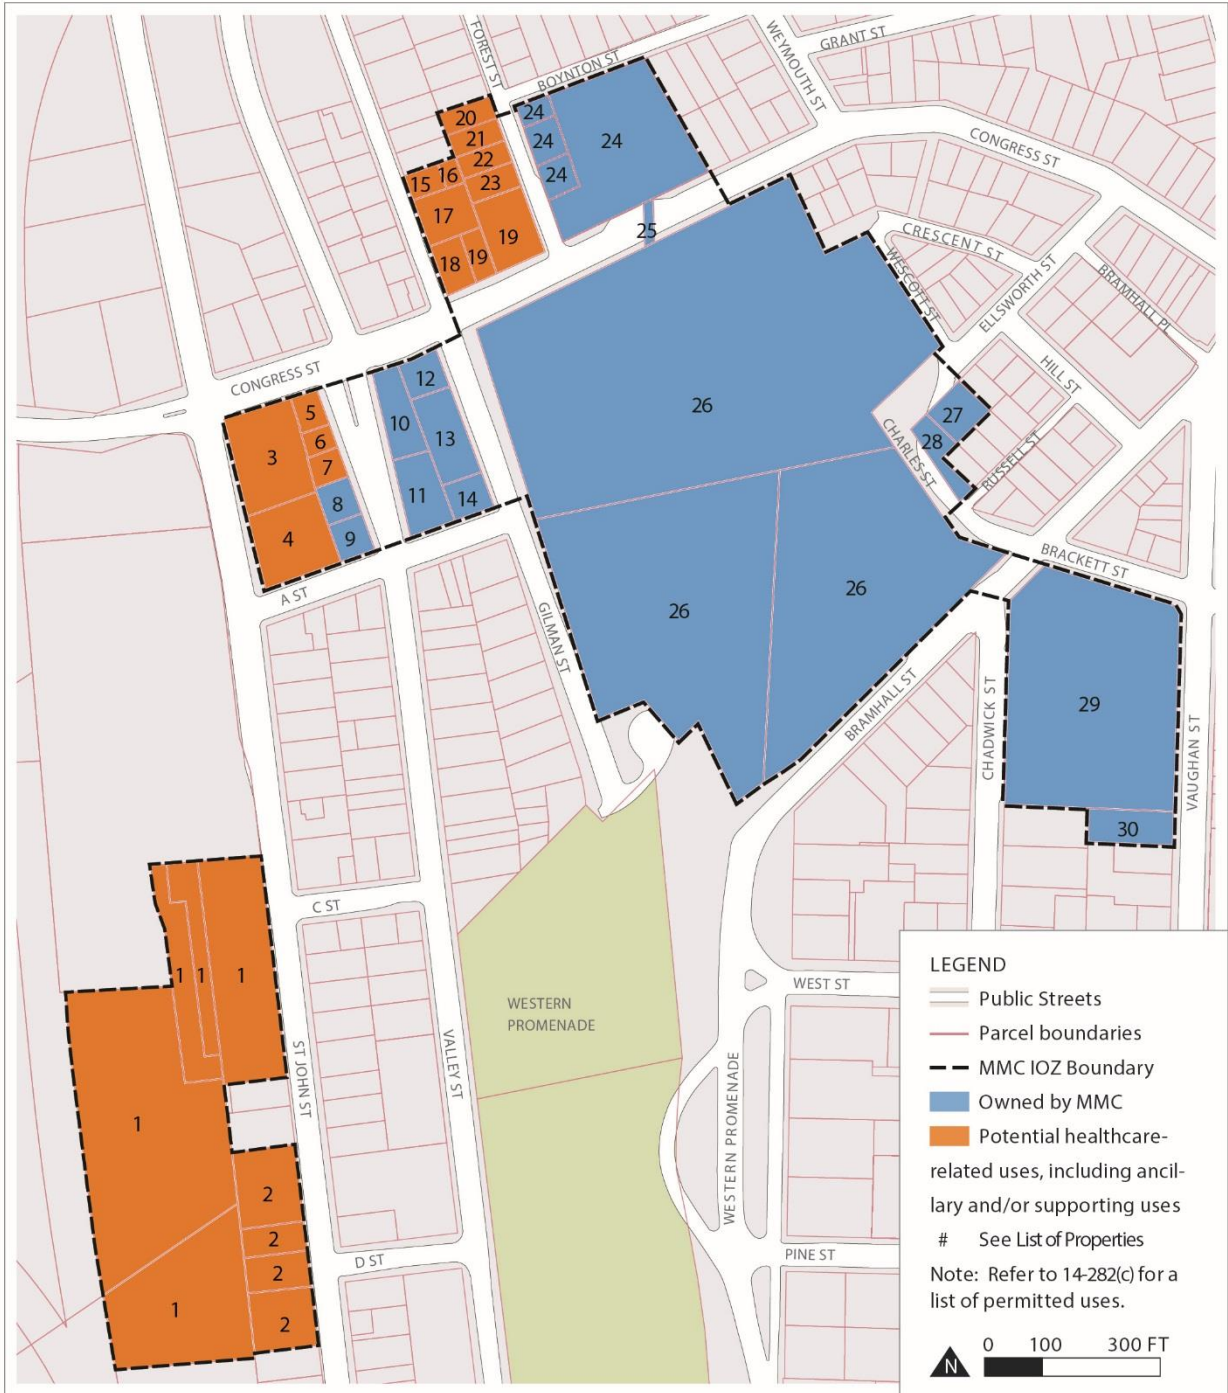 FOREST ST
BOYNTON ST
WEYMOUTH ST
GRANT ST
CONGRESS ST
20
21
22
23
15
16
17
18
19
19
24
24
24
24
25
CRESCENT ST
WESCOTT ST
ELLSWORTH ST
BRAMHALL PL
HILL ST
RUSSELL ST
CHARLES ST
CONGRESS ST
3
4
5
6
7
8
9
10
11
12
13
14
26
26
26
27
28
BRACKETT ST
A ST
GILMAN ST
BRAMHALL ST
CHADWICK ST
VAUGHAN ST
29
30
C ST
1
1
1
1
1
2
2
2
2
ST JOHN ST
VALLEY ST
D ST
WESTERN
PROMENADE
WESTERN PROMENADE
WEST ST
PINE ST
LEGEND
Public Streets
Parcel boundaries
MMC IOZ Boundary
Owned by MMC
Potential healthcare-
related uses, including ancil-
lary and/or supporting uses
# See List of Properties
Note: Refer to 14-282(c) for a
list of permitted uses.
N
0 100 300 FT